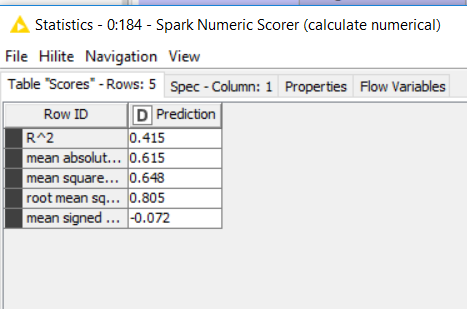 Statistics - 0:184 - Spark Numeric Scorer (calculate numerical)
File Hilite Navigation View
Table "Scores" - Rows: 5 Spec - Column: 1 Properties Flow Variables
Row ID D Prediction
R^2 0.415
mean absolut... 0.615
mean square... 0.648
root mean sq... 0.805
mean signed ... -0.072